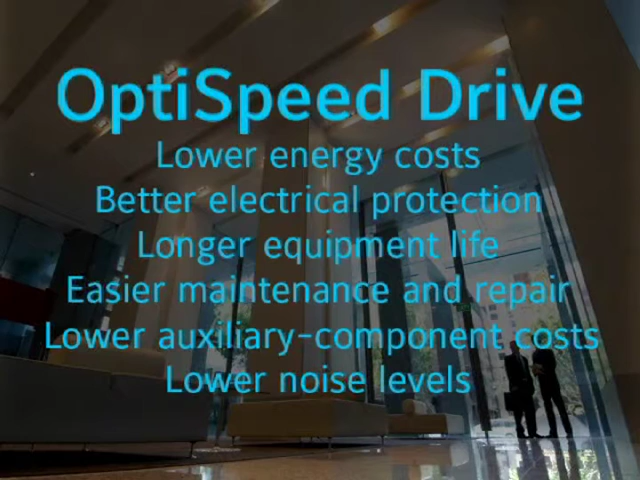 OptiSpeed Drive
Lower energy costs
Better electrical protection
Longer equipment life
Easier maintenance and repair
Lower auxiliary-component costs
Lower noise levels